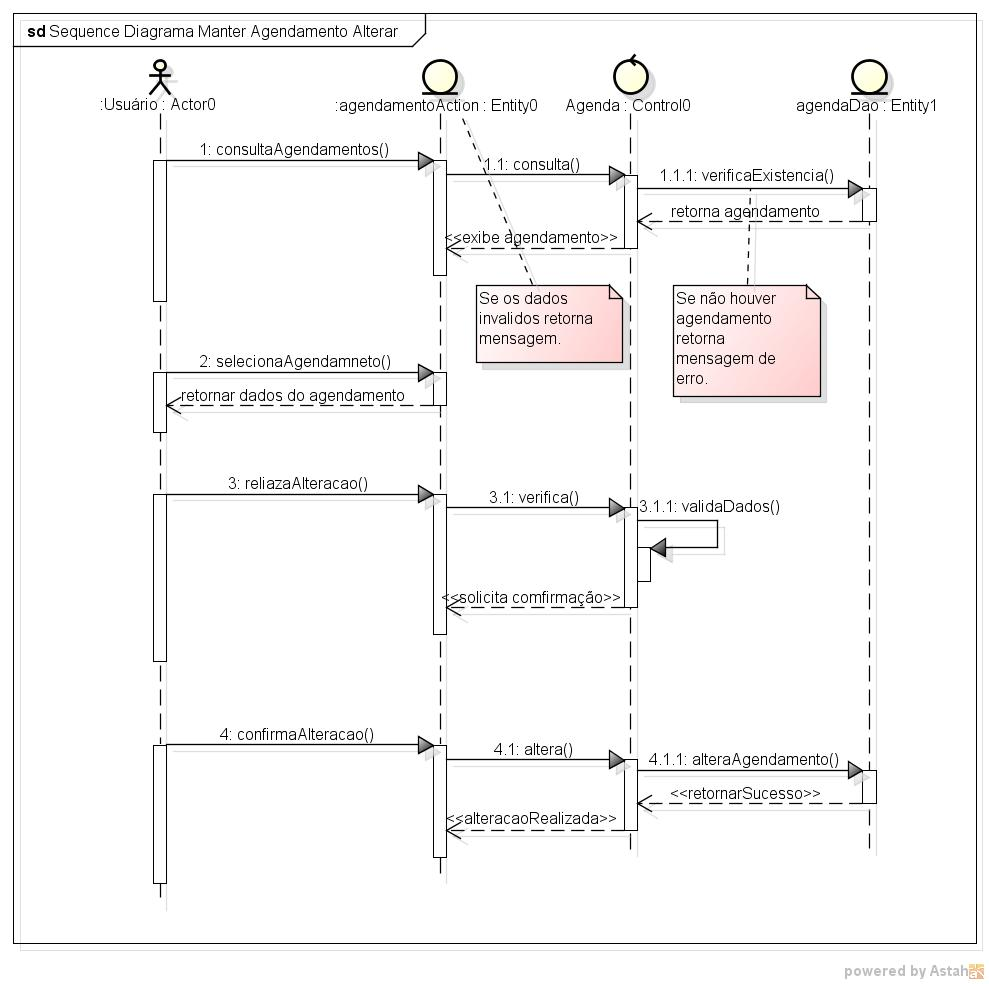 sd Sequence Diagrama Manter Agendamento Alterar
:Usuário : Actor0
:agendamentoAction : Entity0
Agenda : Control0
agendaDao : Entity1
1: consultaAgendamentos()
1.1: consulta()
1.1.1: verificaExistencia()
retorna agendamento
<<exibe agendamento>>
Se os dados
invalidos retorna
mensagem.
Se não houver
agendamento
retorna
mensagem de
erro.
2: selecionaAgendamneto()
retornar dados do agendamento
3: reliazaAlteracao()
3.1: verifica()
3.1.1: validaDados()
<<solicita comfirmação>>
4: confirmaAlteracao()
4.1: altera()
4.1.1: alteraAgendamento()
<<retornarSucesso>>
<<alteracaoRealizada>>
powered by Astah